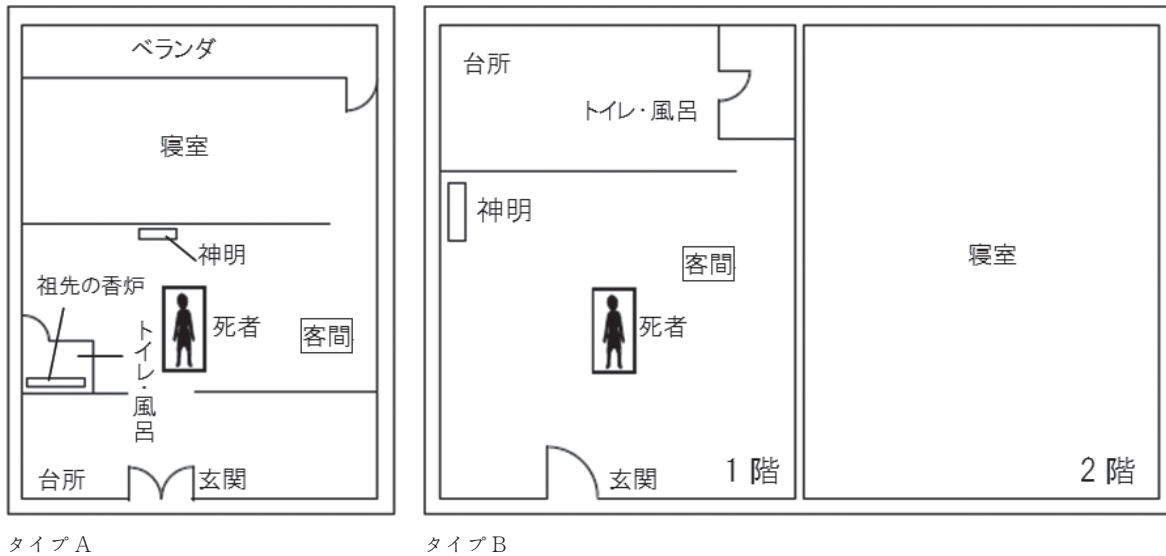 ベランダ
寝室
神明
祖先の香炉
死者
客間
トイレ・風呂
台所
玄関
台所
トイレ・風呂
神明
客間
死者
玄関
1階
寝室
2階
タイプA
タイプB